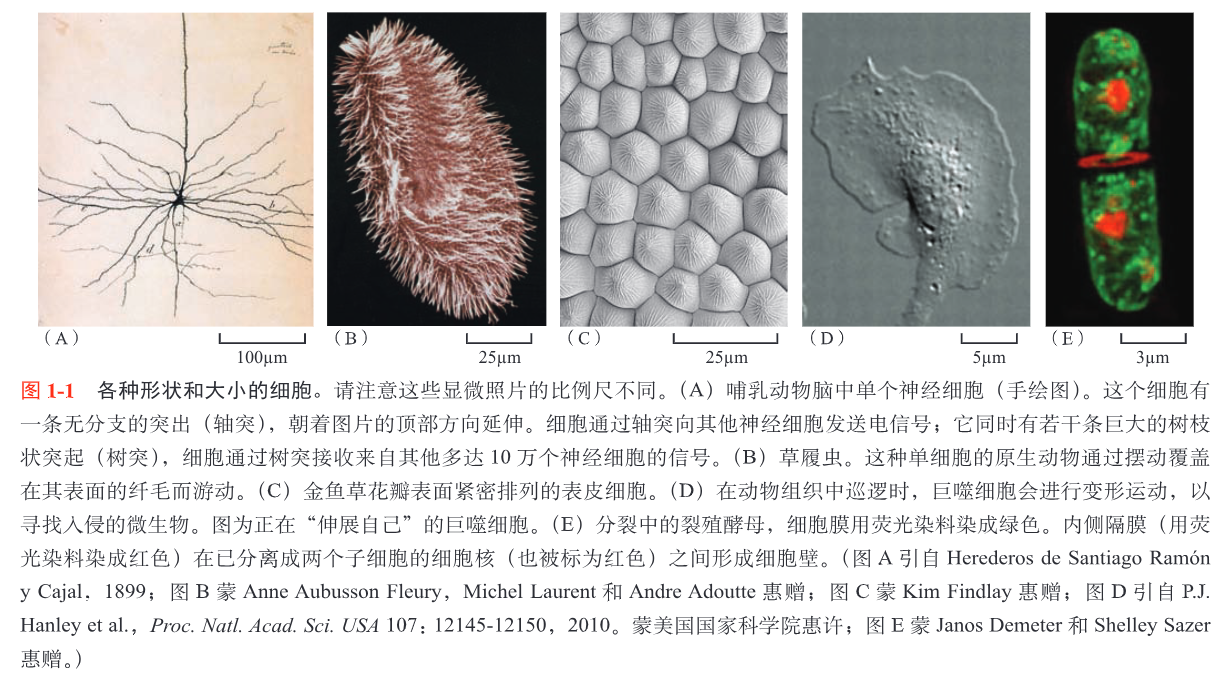 （A）
100μm
（B）
25μm
（C）
25μm
（D）
5μm
（E）
3μm
图 1-1 各种形状和大小的细胞。请注意这些显微照片的比例尺不同。（A）哺乳动物脑中单个神经细胞（手绘图）。这个细胞有
一条无分支的突出（轴突），朝着图片的顶部方向延伸。细胞通过轴突向其他神经细胞发送电信号；它同时有若干条巨大的树枝
状突起（树突），细胞通过树突接收来自其他多达 10 万个神经细胞的信号。（B）草履虫。这种单细胞的原生动物通过摆动覆盖
在其表面的纤毛而游动。（C）金鱼草花瓣表面紧密排列的表皮细胞。（D）在动物组织中巡逻时，巨噬细胞会进行变形运动，以
寻找入侵的微生物。图为正在“伸展自己”的巨噬细胞。（E）分裂中的裂殖酵母，细胞膜用荧光染料染成绿色。内侧隔膜（用荧
光染料染成红色）在已分离成两个子细胞的细胞核（也被标为红色）之间形成细胞壁。（图 A 引自 Herederos de Santiago Ramón
y Cajal，1899；图 B 蒙 Anne Aubusson Fleury，Michel Laurent 和 Andre Adoutte 惠赠；图 C 蒙 Kim Findlay 惠赠；图 D 引自 P.J.
Hanley et al.，Proc. Natl. Acad. Sci. USA 107：12145-12150，2010。蒙美国国家科学院惠许；图 E 蒙 Janos Demeter 和 Shelley Sazer
惠赠。）